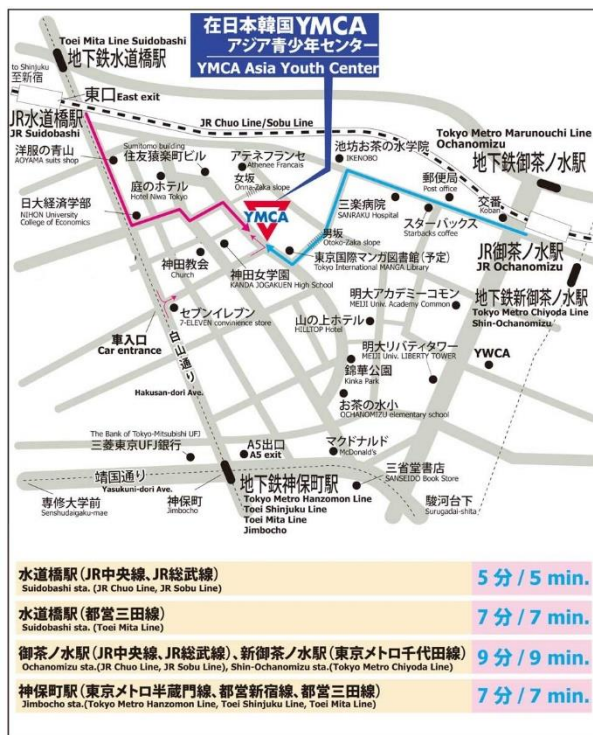 在日本韓国YMCA
アジア青少年センター
YMCA Asia Youth Center
Toei Mita Line Suidobashi
地下鉄水道橋駅
to Shinjuku
至新宿
東口 East exit
JR水道橋駅
JR Suidobashi
JR Chuo Line/Sobu Line
Tokyo Metro Marunouchi Line
Ochanomizu
地下鉄御茶ノ水駅
洋服の青山
AOYAMA suits shop
Sumitomo building
住友猿楽町ビル
アテネフランセ
Athenee Francais
池坊お茶の水学院
IKENOBO
庭のホテル
Hotel Niwa Tokyo
女坂
Onna-Zaka slope
郵便局
Post office
交番
Koban
三楽病院
SANRAKU Hospital
スターバックス
Starbacks coffee
日大経済学部
NIHON University
College of Economics
YMCA
男坂
Otoko-Zaka slope
JR御茶ノ水駅
JR Ochanomizu
東京国際マンガ図書館(予定)
Tokyo International MANGA Library
神田教会
Church
神田女学園
KANDA JOGAKUEN High School
地下鉄新御茶ノ水駅
Tokyo Metro Chiyoda Line
Shin-Ochanomizu
明大アカデミーコモン
MEIJI Univ. Academy Common
セブンイレブン
7-ELEVEN convinience store
山の上ホテル
HILLTOP Hotel
車入口
Car entrance
白山通り
Hakusan-dori Ave.
明大リバティタワー
MEIJI Univ. LIBERTY TOWER
YWCA
錦華公園
Kinka Park
お茶の水小
OCHANOMIZU elementary school
The Bank of Tokyo-Mitsubishi UFJ
三菱東京UFJ銀行
A5出口
A5 exit
マクドナルド
McDonald's
靖国通り
Yasukuni-dori Ave.
三省堂書店
SANSEIDO Book Store
専修大学前
Senshudaigaku-mae
神保町
Jimbocho
地下鉄神保町駅
Tokyo Metro Hanzomon Line
Toei Shinjuku Line
Toei Mita Line
Jimbocho
駿河台下
Surugadai-shita
水道橋駅(JR中央線、JR総武線) 5 分 / 5 min.
Suidobashi sta. (JR Chuo Line, JR Sobu Line)
水道橋駅(都営三田線) 7 分 / 7 min.
Suidobashi sta. (Toei Mita Line)
御茶ノ水駅(JR中央線、JR総武線)、新御茶ノ水駅(東京メトロ千代田線) 9 分 / 9 min.
Ochanomizu sta.(JR Chuo Line, JR Sobu Line), Shin-Ochanomizu sta.(Tokyo Metro Chiyoda Line)
神保町駅(東京メトロ半蔵門線、都営新宿線、都営三田線) 7 分 / 7 min.
Jimbocho sta.(Tokyo Metro Hanzomon Line, Toei Shinjuku Line, Toei Mita Line)